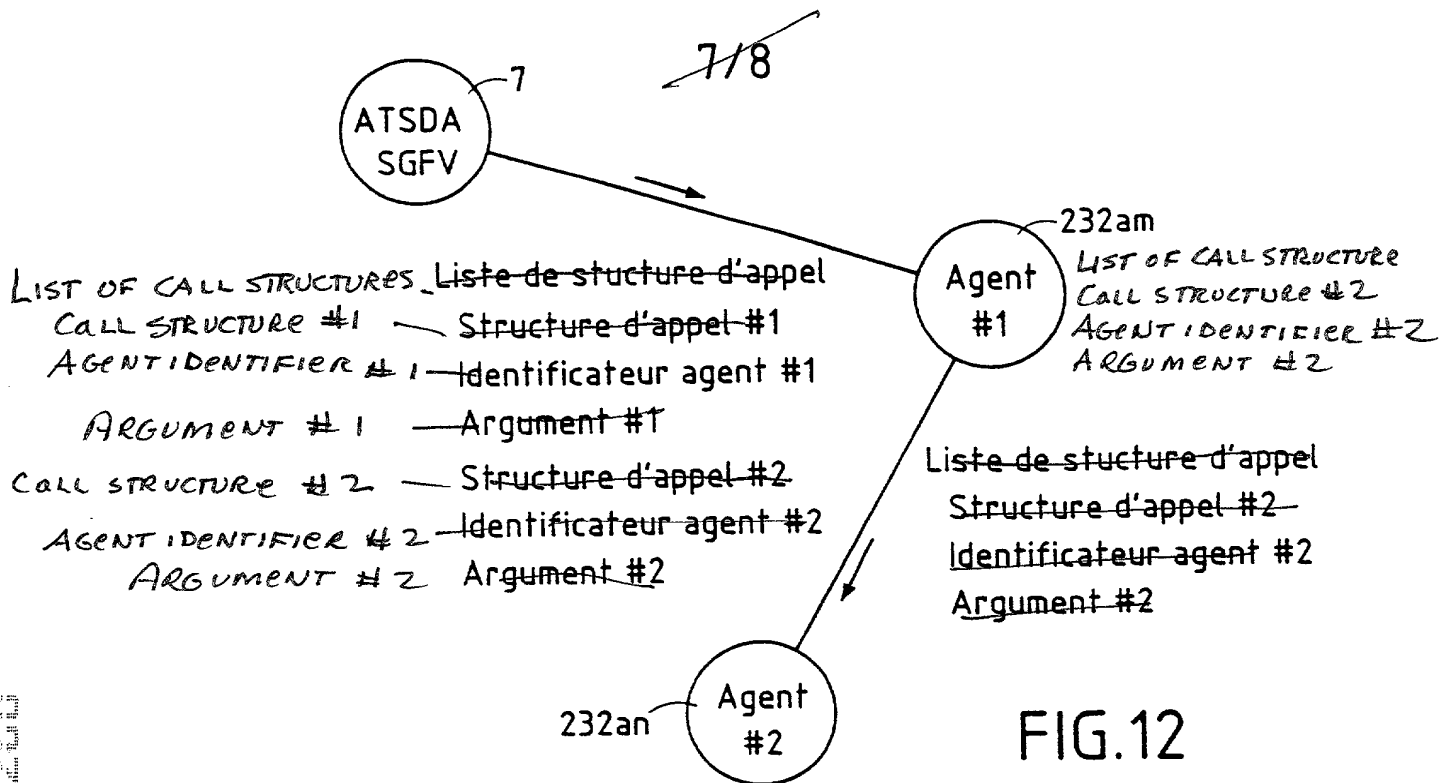 7/8
7
ATSDA
SGFV
232am
Agent
#1
LIST OF CALL STRUCTURE
CALL STRUCTURE #2
AGENT IDENTIFIER #2
ARGUMENT #2
LIST OF CALL STRUCTURES Liste de stucture d'appel
CALL STRUCTURE #1 Structure d'appel #1
AGENT IDENTIFIER #1 Identificateur agent #1
ARGUMENT #1 Argument #1
CALL STRUCTURE #2 Structure d'appel #2
AGENT IDENTIFIER #2 Identificateur agent #2
ARGUMENT #2 Argument #2
Liste de stucture d'appel
Structure d'appel #2
Identificateur agent #2
Argument #2
232an
Agent
#2
FIG.12